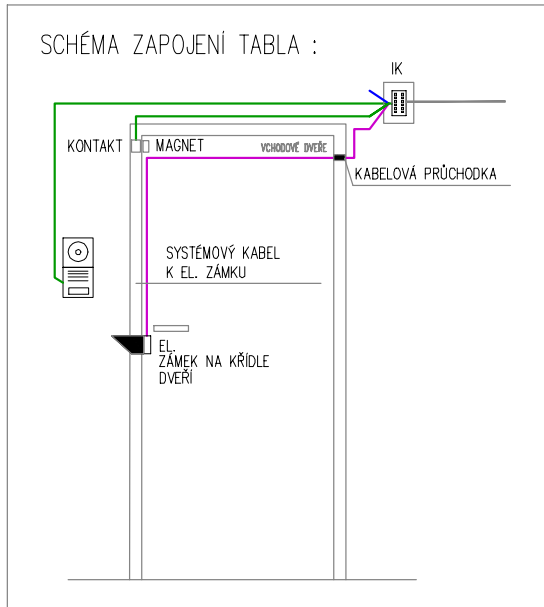 SCHÉMA ZAPOJENÍ TABLA :
IK
KONTAKT
MAGNET
VCHODOVÉ DVEŘE
KABELOVÁ PRŮCHODKA
SYSTÉMOVÝ KABEL
K EL. ZÁMKU
EL.
ZÁMEK NA KŘÍDLE
DVEŘÍ